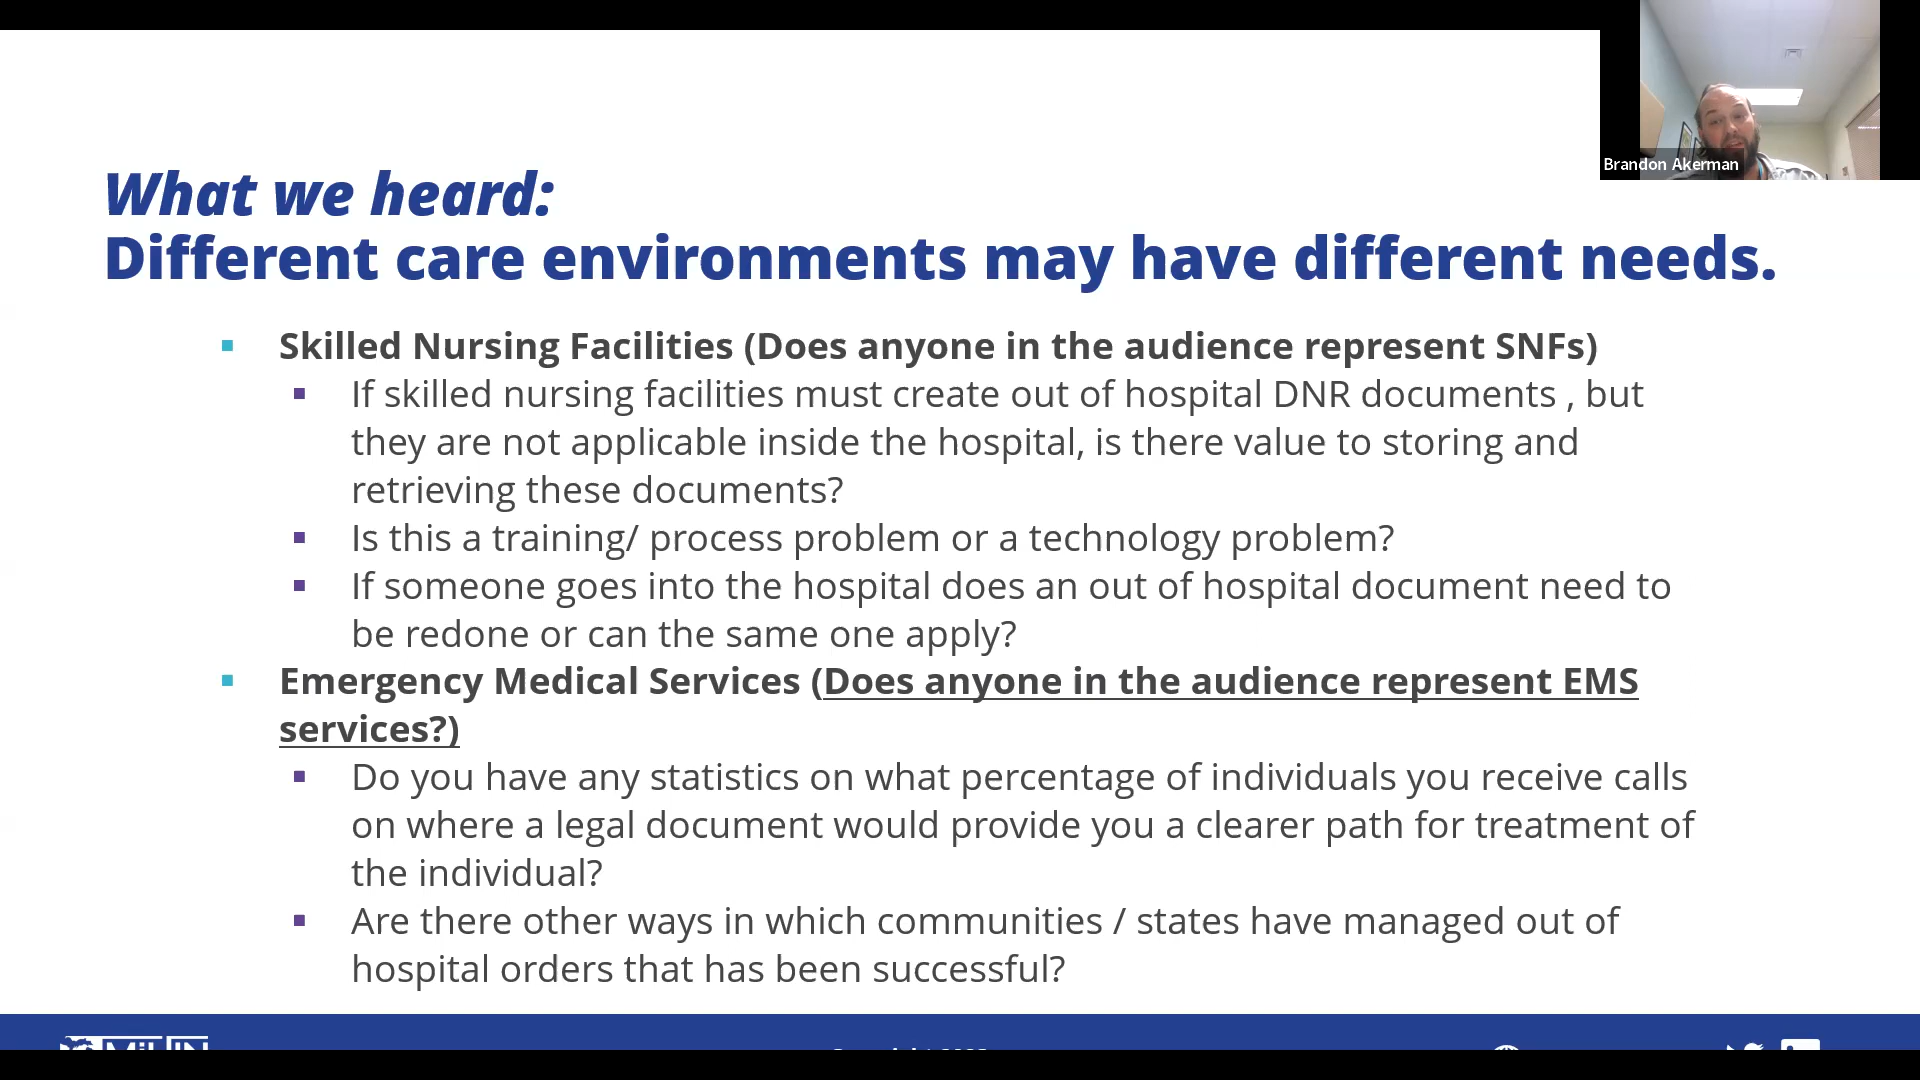 Brandon Akerman
What we heard:
Different care environments may have different needs.
Skilled Nursing Facilities (Does anyone in the audience represent SNFs)
If skilled nursing facilities must create out of hospital DNR documents , but
they are not applicable inside the hospital, is there value to storing and
retrieving these documents?
Is this a training/ process problem or a technology problem?
If someone goes into the hospital does an out of hospital document need to
be redone or can the same one apply?
Emergency Medical Services (Does anyone in the audience represent EMS
services?)
Do you have any statistics on what percentage of individuals you receive calls
on where a legal document would provide you a clearer path for treatment of
the individual?
Are there other ways in which communities / states have managed out of
hospital orders that has been successful?